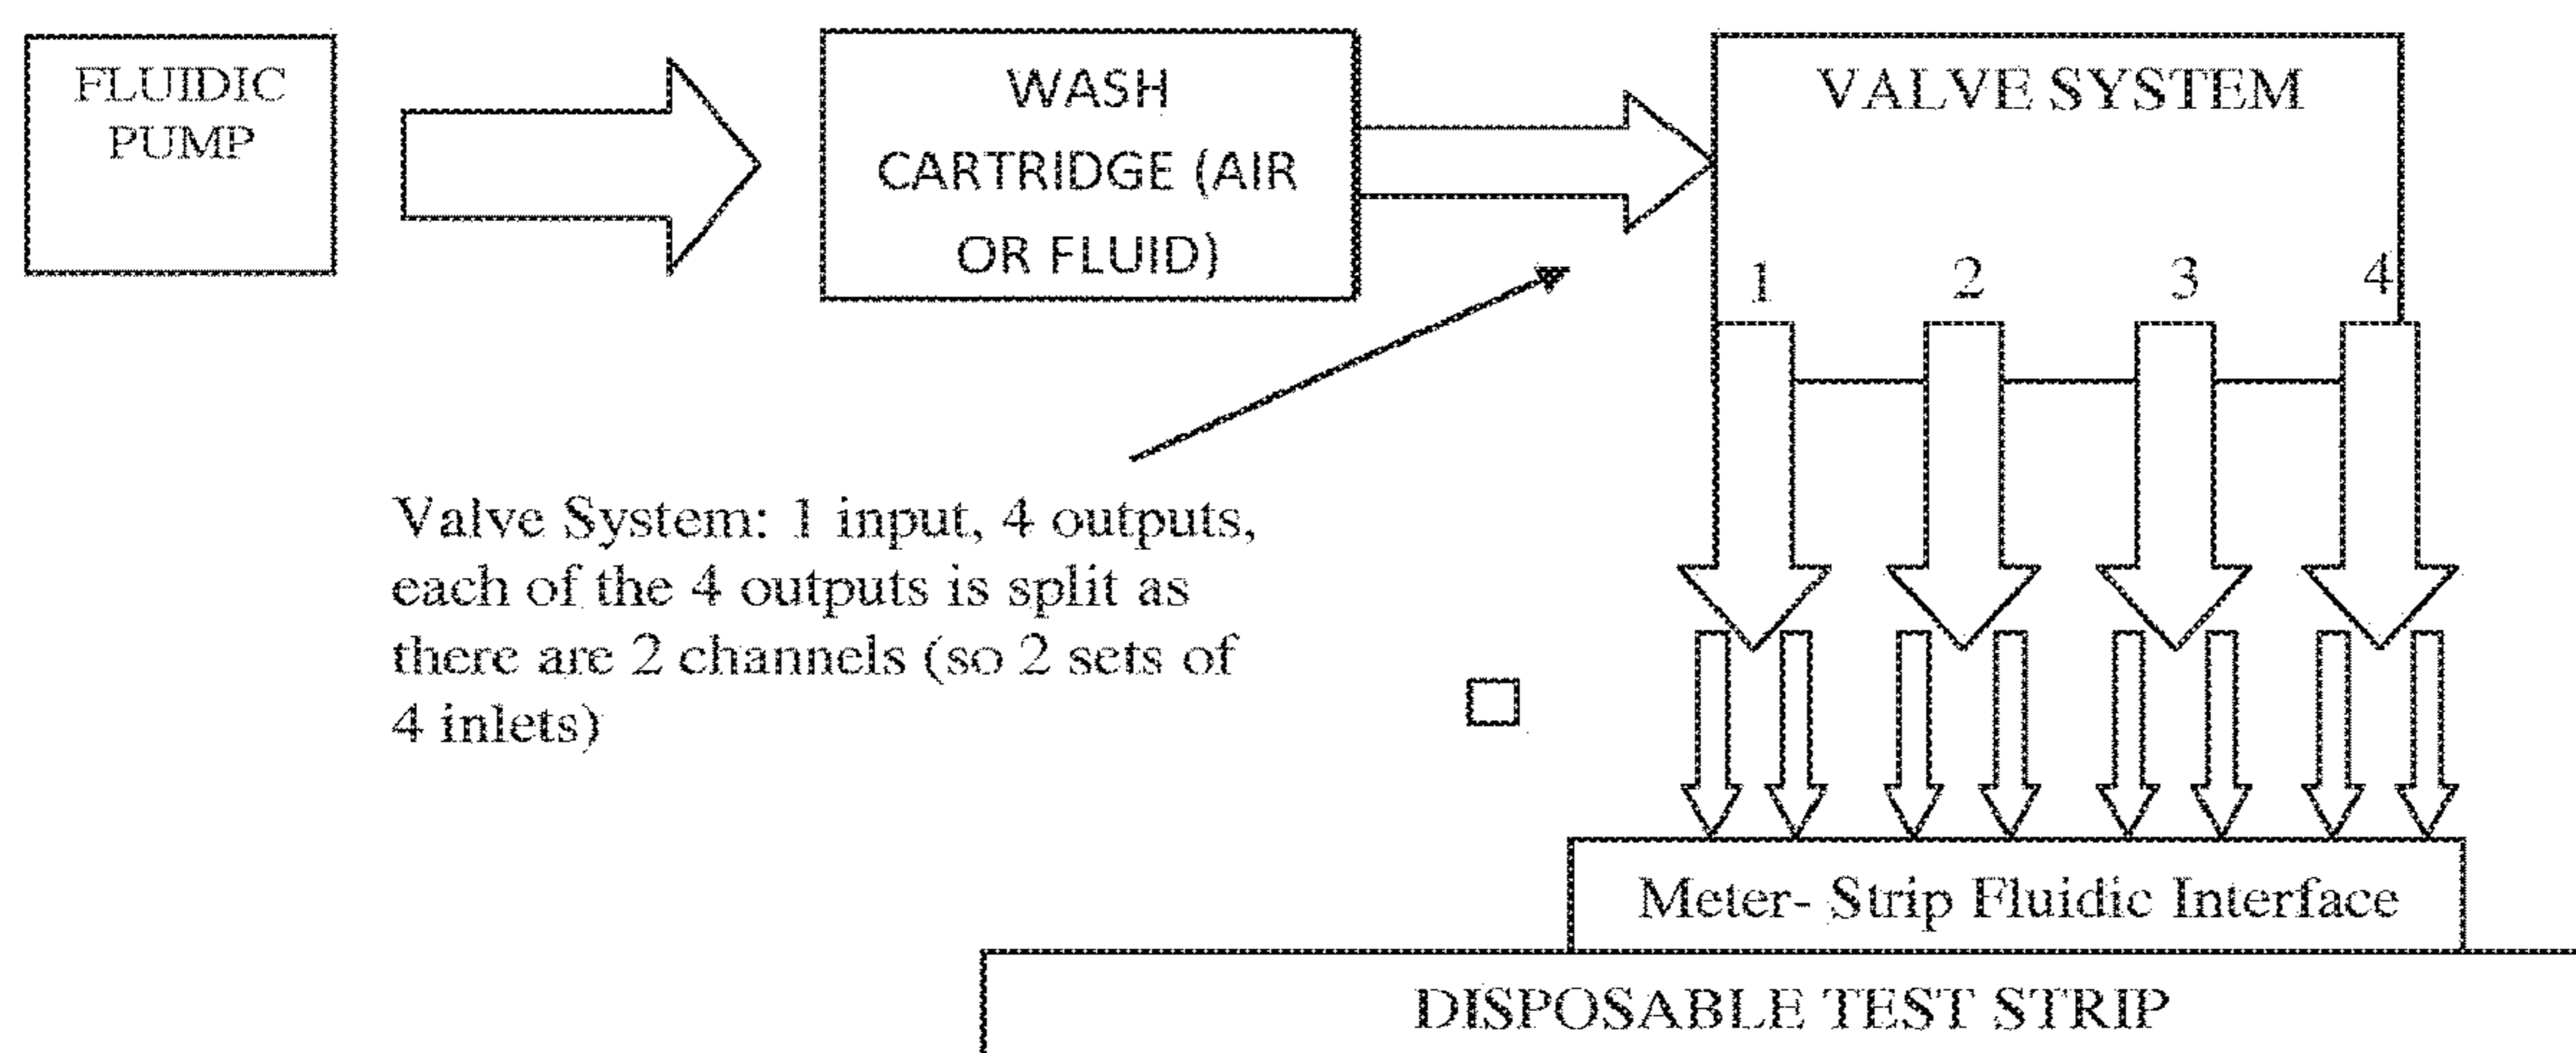 FLUIDIC
PUMP
WASH
CARTRIDGE (AIR
OR FLUID)
VALVE SYSTEM
1 2 3 4
Valve System: 1 input, 4 outputs,
each of the 4 outputs is split as
there are 2 channels (so 2 sets of
4 inlets)
Meter- Strip Fluidic Interface
DISPOSABLE TEST STRIP